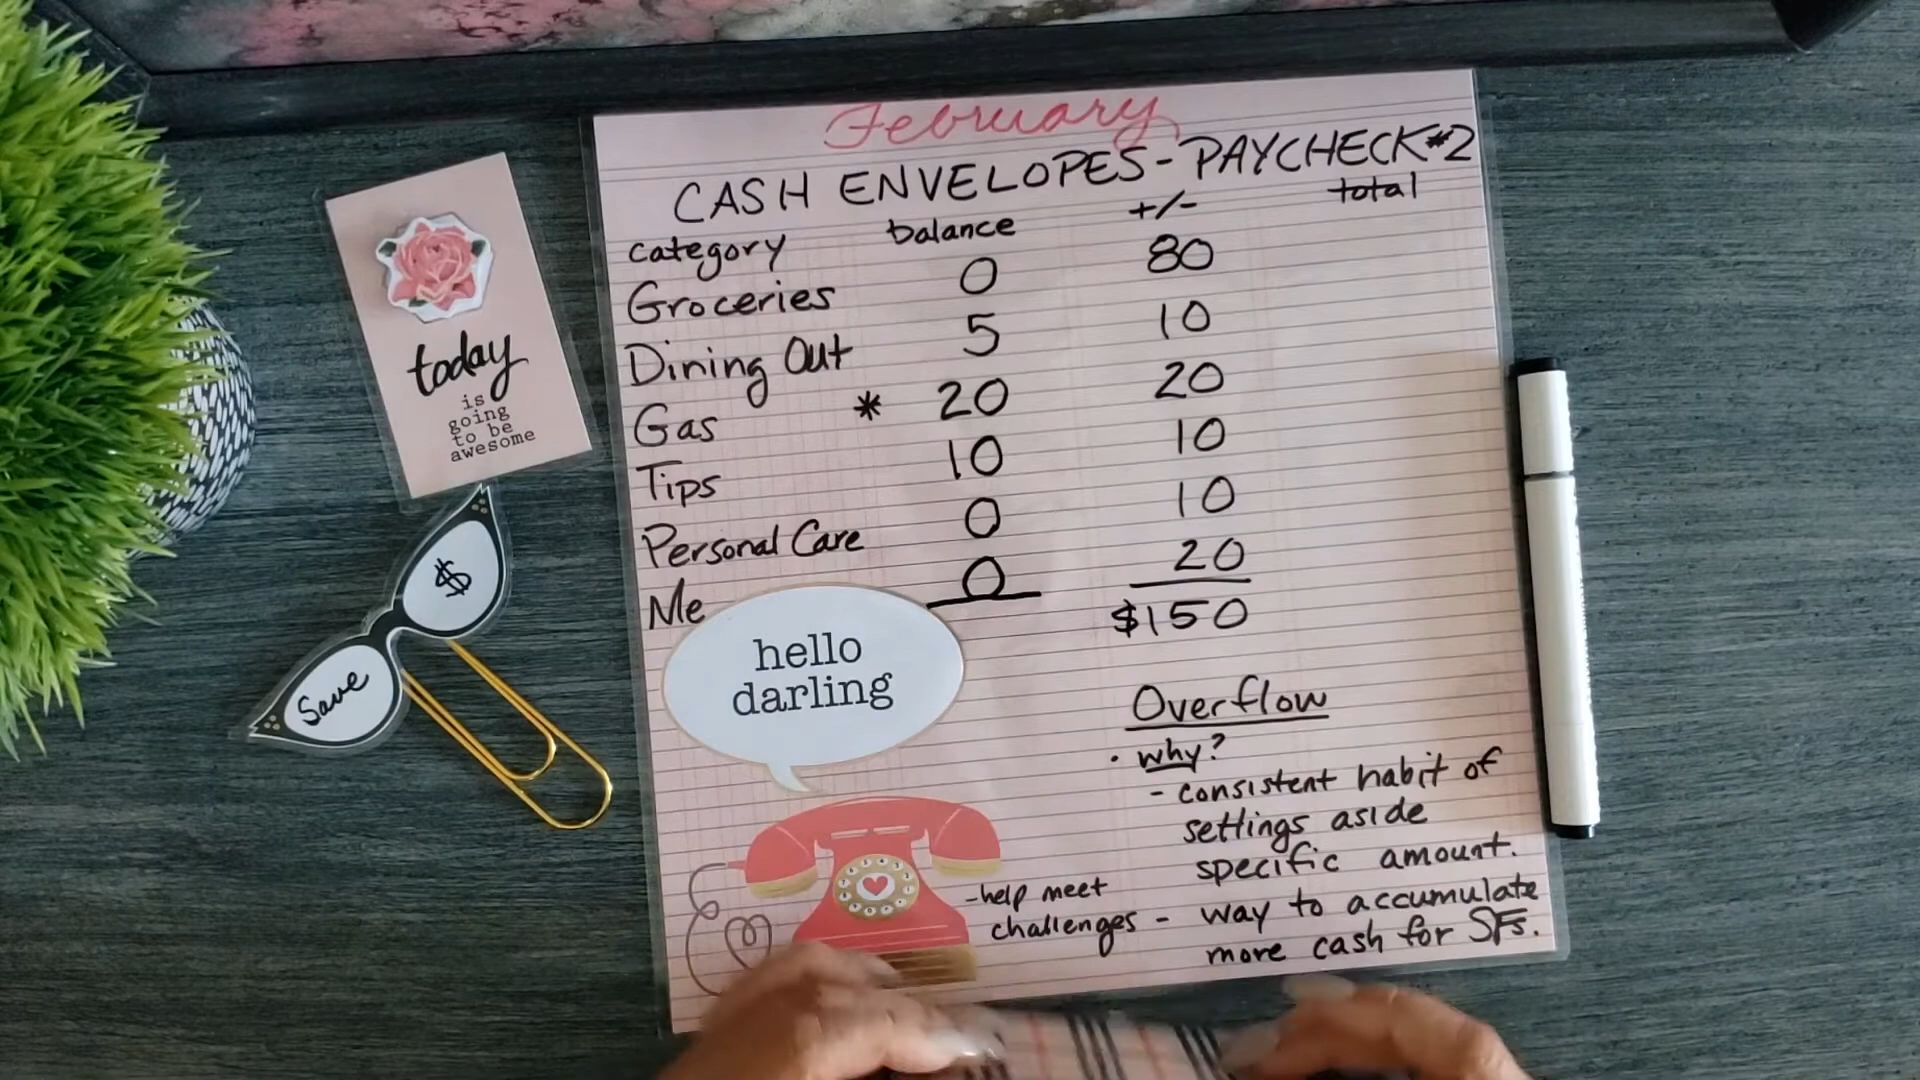 February
CASH ENVELOPES - PAYCHECK #2
category balance +/- total
Groceries 0 80
Dining Out 5 10
Gas * 20 20
Tips 10 10
Personal Care 0 10
Me 0 20
$150
hello
darling
Overflow
• why?
- consistent habit of
settings aside
specific amount.
- way to accumulate
more cash for SFs.
- help meet
challenges
today
is
going
to be
awesome
Save
$